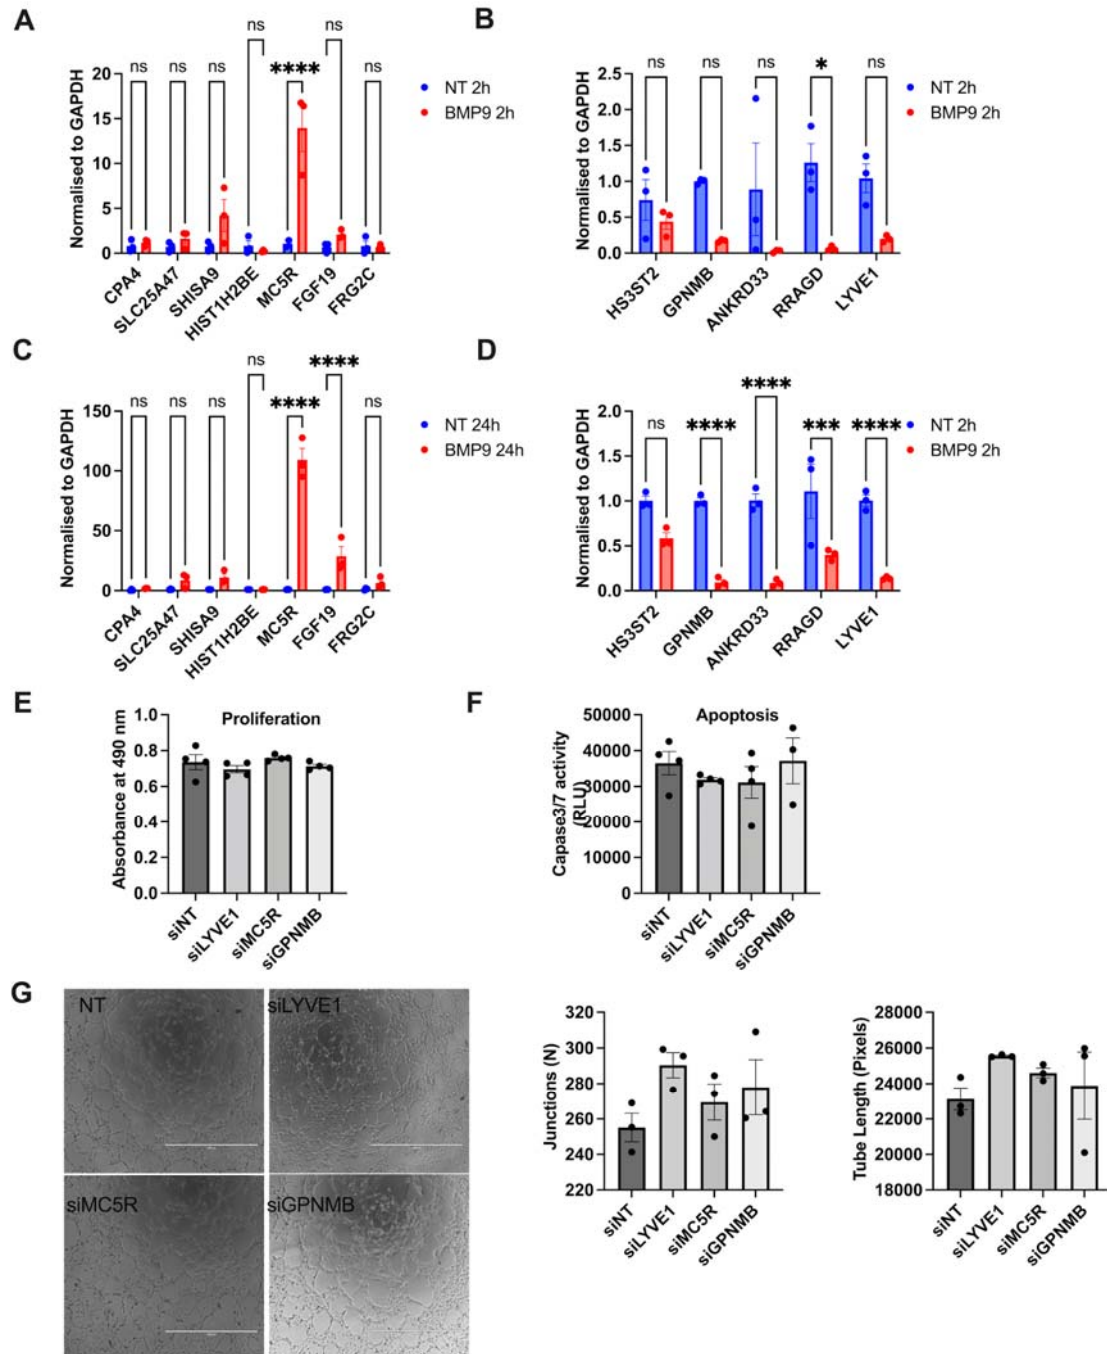 A
ns ns ns ns **** ns ns
Normalised to GAPDH
20
15
10
5
0
CPA4 SLC25A47 SHISA9 HIST1H2BE MC5R FGF19 FRG2C
NT 2h
BMP9 2h
B
ns ns ns * ns
Normalised to GAPDH
2.5
2.0
1.5
1.0
0.5
0.0
HS3ST2 GPNMB ANKRD33 RRAGD LYVE1
NT 2h
BMP9 2h
C
ns ns ns ns **** **** ns
Normalised to GAPDH
150
100
50
0
CPA4 SLC25A47 SHISA9 HIST1H2BE MC5R FGF19 FRG2C
NT 24h
BMP9 24h
D
ns **** **** *** ****
Normalised to GAPDH
2.0
1.5
1.0
0.5
0.0
HS3ST2 GPNMB ANKRD33 RRAGD LYVE1
NT 2h
BMP9 2h
E
Proliferation
Absorbance at 490 nm
1.0
0.8
0.6
0.4
0.2
0.0
siNT siLYVE1 siMC5R siGPNMB
F
Apoptosis
Capase3/7 activity
(RLU)
50000
40000
30000
20000
10000
0
siNT siLYVE1 siMC5R siGPNMB
G
NT
siLYVE1
siMC5R
siGPNMB
Junctions (N)
320
300
280
260
240
220
siNT siLYVE1 siMC5R siGPNMB
Tube Length (Pixels)
28000
26000
24000
22000
20000
18000
siNT siLYVE1 siMC5R siGPNMB